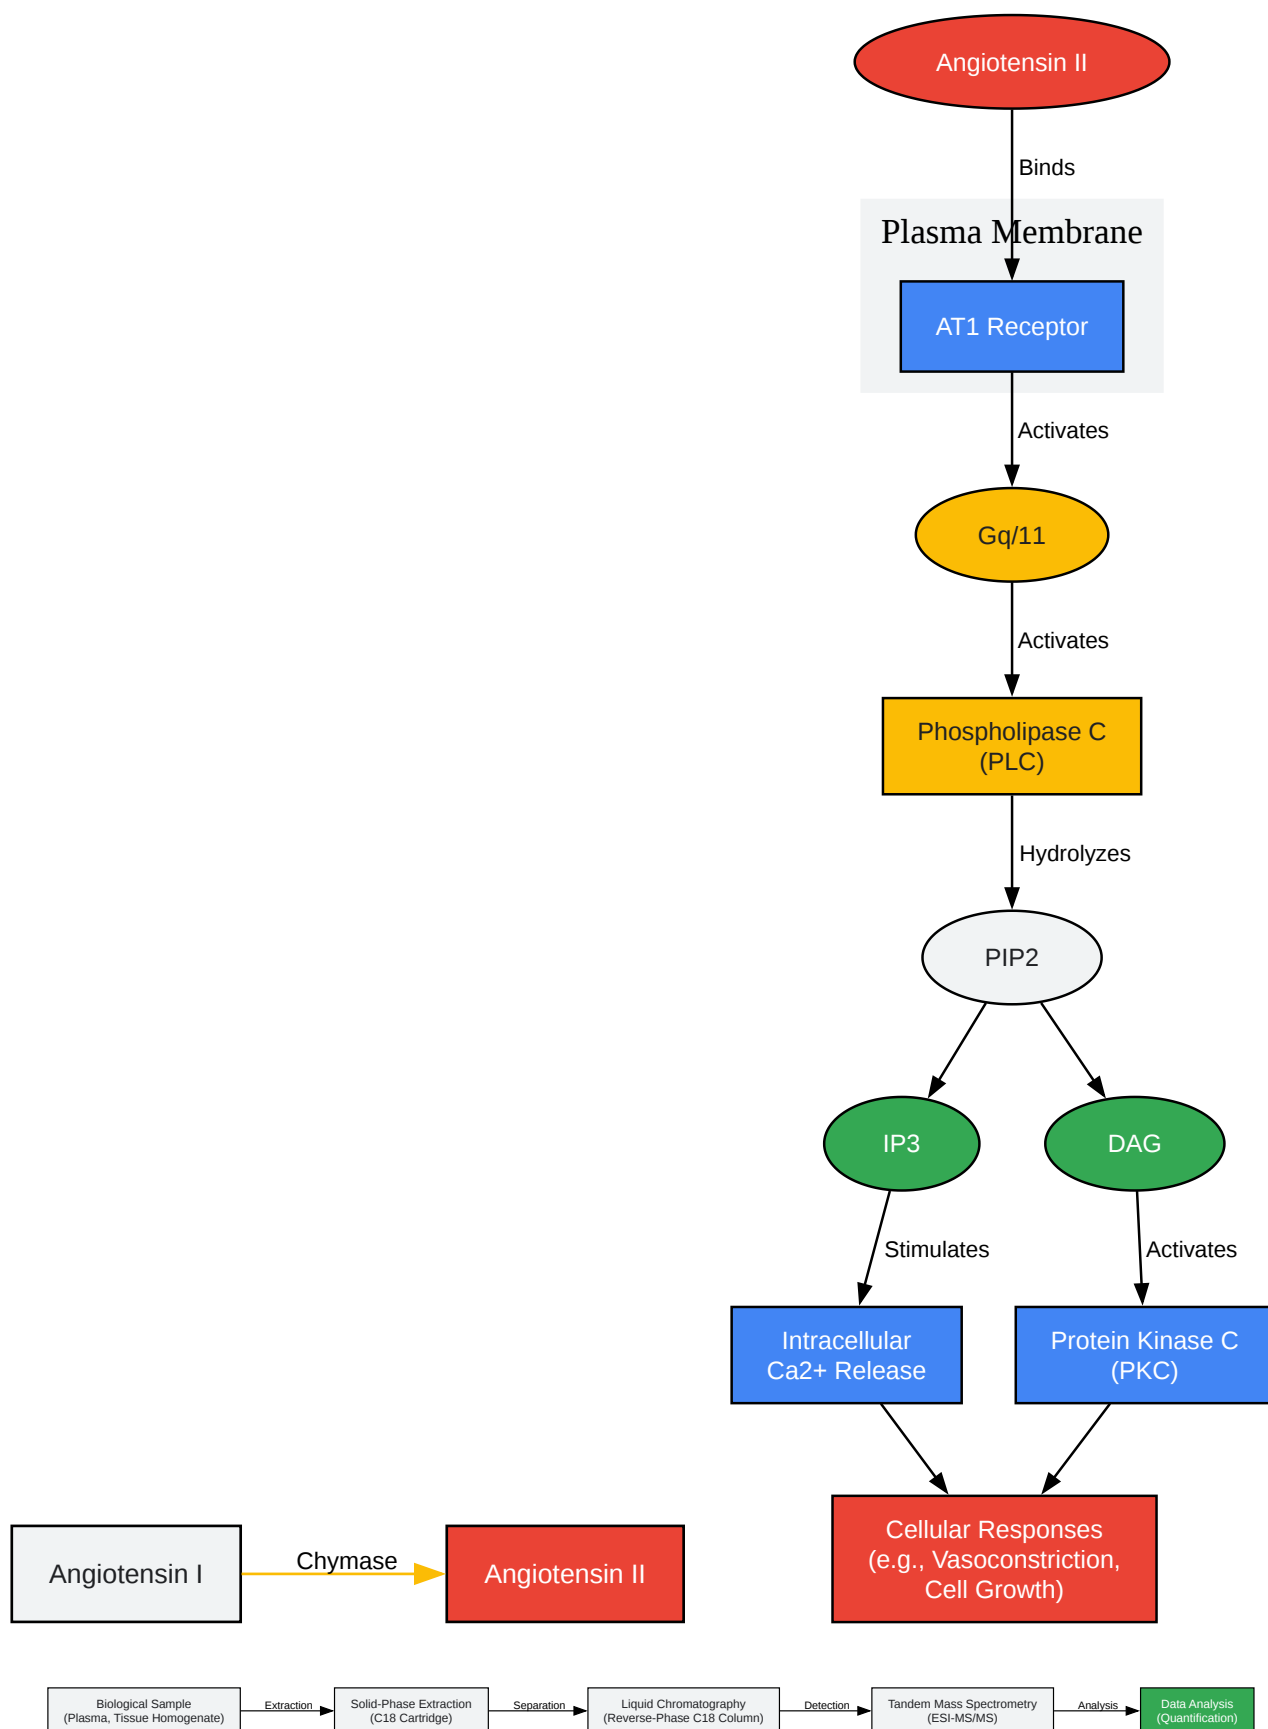 Angiotensin II
Binds
Plasma Membrane
AT1 Receptor
Activates
Gq/11
Activates
Phospholipase C
(PLC)
Hydrolyzes
PIP2
IP3
DAG
Stimulates
Activates
Intracellular
Ca2+ Release
Protein Kinase C
(PKC)
Cellular Responses
(e.g., Vasoconstriction,
Cell Growth)
Angiotensin I
Chymase
Angiotensin II
Biological Sample
(Plasma, Tissue Homogenate)
Extraction
Solid-Phase Extraction
(C18 Cartridge)
Separation
Liquid Chromatography
(Reverse-Phase C18 Column)
Detection
Tandem Mass Spectrometry
(ESI-MS/MS)
Analysis
Data Analysis
(Quantification)